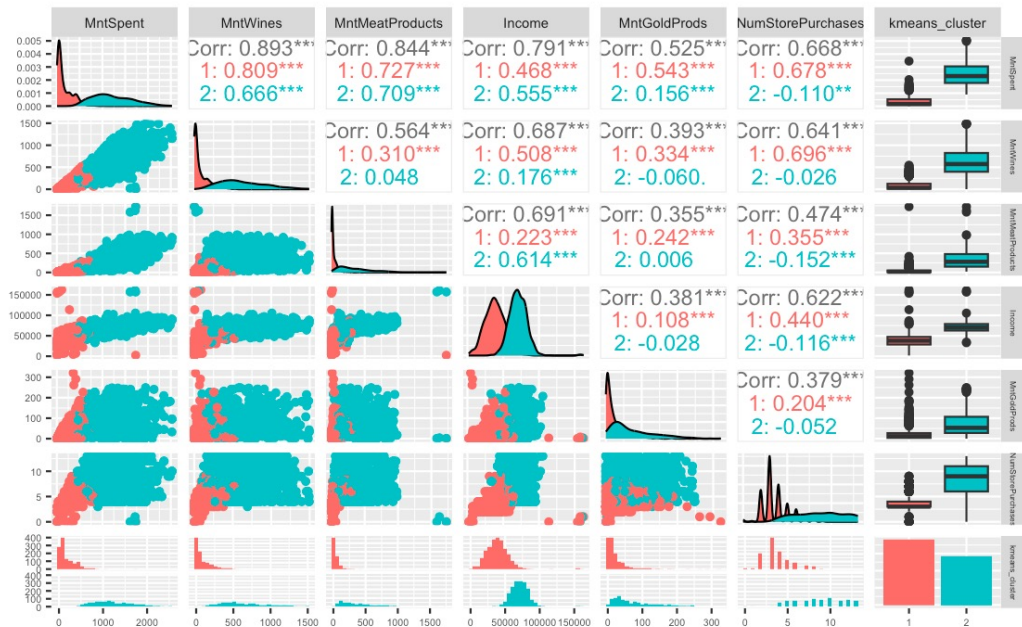 MntSpent MntWines MntMeatProducts Income MntGoldProds NumStorePurchases kmeans_cluster
0.005
0.004
0.003
0.002
0.001
0.000
Corr: 0.893***
1: 0.809***
2: 0.666***
Corr: 0.844***
1: 0.727***
2: 0.709***
Corr: 0.791***
1: 0.468***
2: 0.555***
Corr: 0.525***
1: 0.543***
2: 0.156***
Corr: 0.668***
1: 0.678***
2: -0.110**
MntSpent
1500
1000
500
0
Corr: 0.564***
1: 0.310***
2: 0.048
Corr: 0.687***
1: 0.508***
2: 0.176***
Corr: 0.393***
1: 0.334***
2: -0.060.
Corr: 0.641***
1: 0.696***
2: -0.026
MntWines
1500
1000
500
0
Corr: 0.691***
1: 0.223***
2: 0.614***
Corr: 0.355***
1: 0.242***
2: 0.006
Corr: 0.474***
1: 0.355***
2: -0.152***
MntMeatProducts
150000
100000
50000
0
Corr: 0.381***
1: 0.108***
2: -0.028
Corr: 0.622***
1: 0.440***
2: -0.116***
Income
300
200
100
0
Corr: 0.379***
1: 0.204***
2: -0.052
MntGoldProds
10
5
0
NumStorePurchases
400
300
200
100
0
400
300
200
100
0
kmeans_cluster
0 1000 2000 0 500 1000 1500 0 500 1000 1500 0 50000 100000 150000 0 100 200 300 0 5 10 1 2